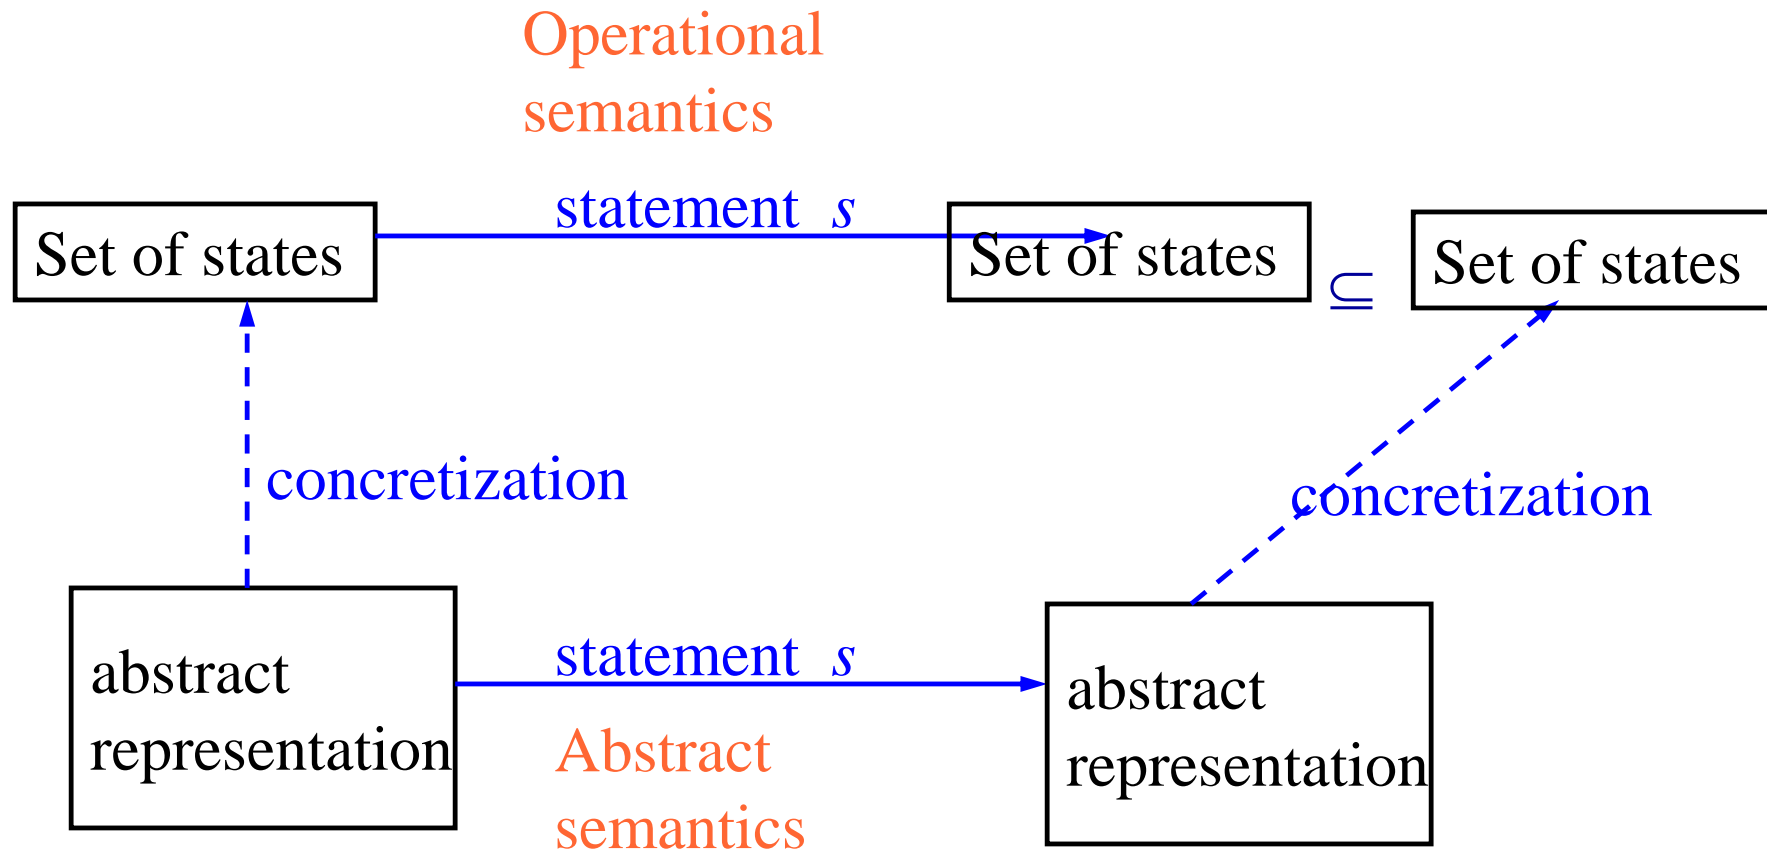 Operational
semantics
statement s
Set of states
Set of states
⊆
Set of states
concretization
concretization
abstract
representation
statement s
abstract
representation
Abstract
semantics